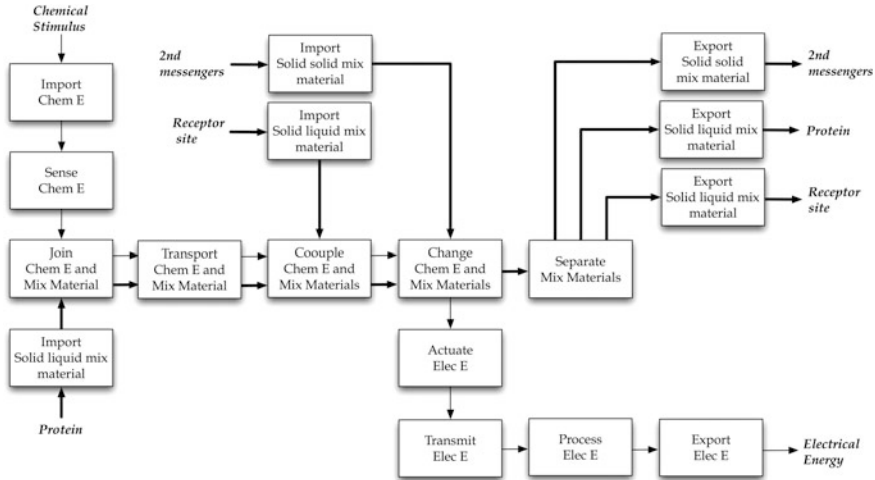 Chemical
Stimulus
Import
Chem E
Sense
Chem E
Join
Chem E and
Mix Material
Import
Solid liquid mix
material
Protein
Transport
Chem E and
Mix Material
2nd
messengers
Import
Solid solid mix
material
Receptor
site
Import
Solid liquid mix
material
Coouple
Chem E and
Mix Materials
Change
Chem E and
Mix Materials
Separate
Mix Materials
Export
Solid solid
mix material
2nd
messengers
Export
Solid liquid mix
material
Protein
Export
Solid liquid mix
material
Receptor
site
Actuate
Elec E
Transmit
Elec E
Process
Elec E
Export
Elec E
Electrical
Energy